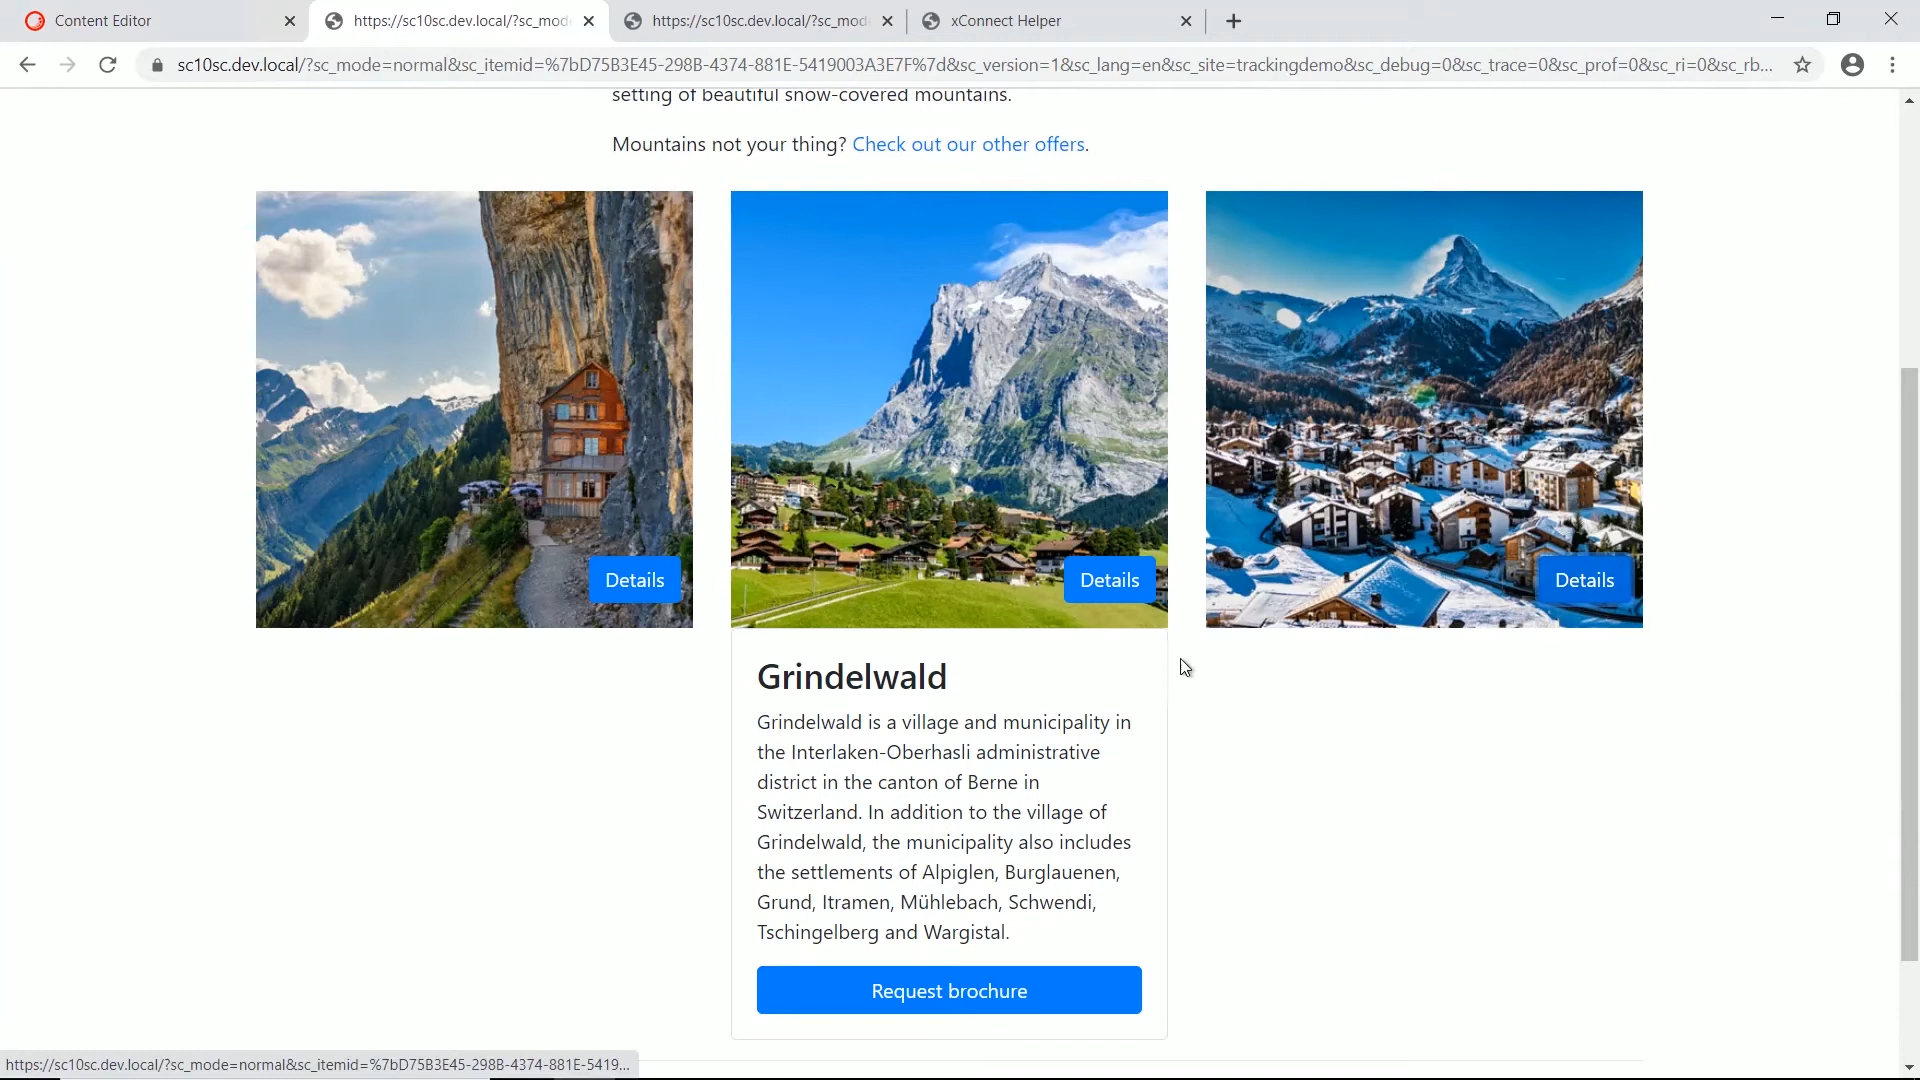 Content Editor
https://sc10sc.dev.local/?sc_mod
https://sc10sc.dev.local/?sc_mod
xConnect Helper
sc10sc.dev.local/?sc_mode=normal&sc_itemid=%7bD75B3E45-298B-4374-881E-5419003A3E7F%7d&sc_version=1&sc_lang=en&sc_site=trackingdemo&sc_debug=0&sc_trace=0&sc_prof=0&sc_ri=0&sc_rb...
setting of beautiful snow-covered mountains.
Mountains not your thing? Check out our other offers.
Details
Details
Details
Grindelwald
Grindelwald is a village and municipality in
the Interlaken-Oberhasli administrative
district in the canton of Berne in
Switzerland. In addition to the village of
Grindelwald, the municipality also includes
the settlements of Alpiglen, Burglauenen,
Grund, Itramen, Mühlebach, Schwendi,
Tschingelberg and Wargistal.
Request brochure
https://sc10sc.dev.local/?sc_mode=normal&sc_itemid=%7bD75B3E45-298B-4374-881E-5419...